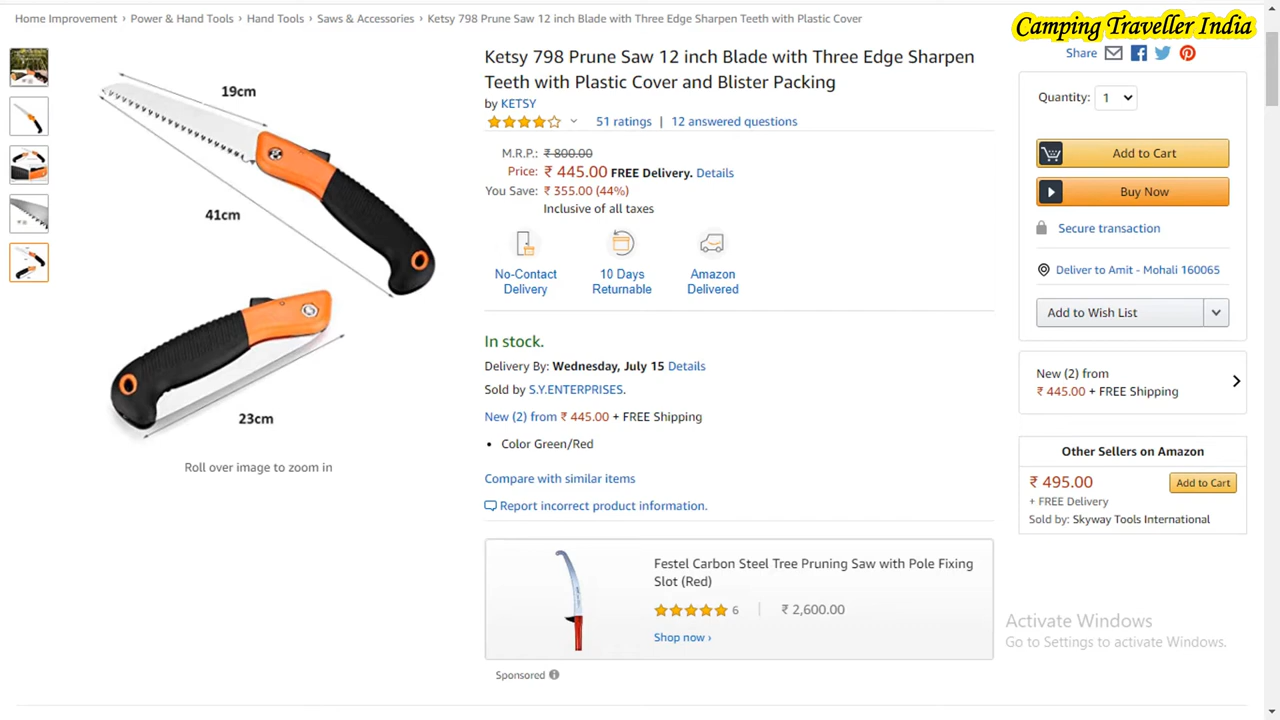 Home Improvement › Power & Hand Tools › Hand Tools › Saws & Accessories › Ketsy 798 Prune Saw 12 inch Blade with Three Edge Sharpen Teeth with Plastic Cover
Camping Traveller India
19cm
41cm
23cm
Roll over image to zoom in
Ketsy 798 Prune Saw 12 inch Blade with Three Edge Sharpen
Teeth with Plastic Cover and Blister Packing
by KETSY
51 ratings | 12 answered questions
M.R.P.: ₹ 800.00
Price: ₹ 445.00 FREE Delivery. Details
You Save: ₹ 355.00 (44%)
Inclusive of all taxes
No-Contact
Delivery
10 Days
Returnable
Amazon
Delivered
In stock.
Delivery By: Wednesday, July 15 Details
Sold by S.Y.ENTERPRISES.
New (2) from ₹ 445.00 + FREE Shipping
• Color Green/Red
Compare with similar items
Report incorrect product information.
Festel Carbon Steel Tree Pruning Saw with Pole Fixing
Slot (Red)
6 | ₹ 2,600.00
Shop now ›
Sponsored
Share
Quantity: 1
Add to Cart
Buy Now
Secure transaction
Deliver to Amit - Mohali 160065
Add to Wish List
New (2) from
₹ 445.00 + FREE Shipping
Other Sellers on Amazon
₹ 495.00
Add to Cart
+ FREE Delivery
Sold by: Skyway Tools International
Activate Windows
Go to Settings to activate Windows.